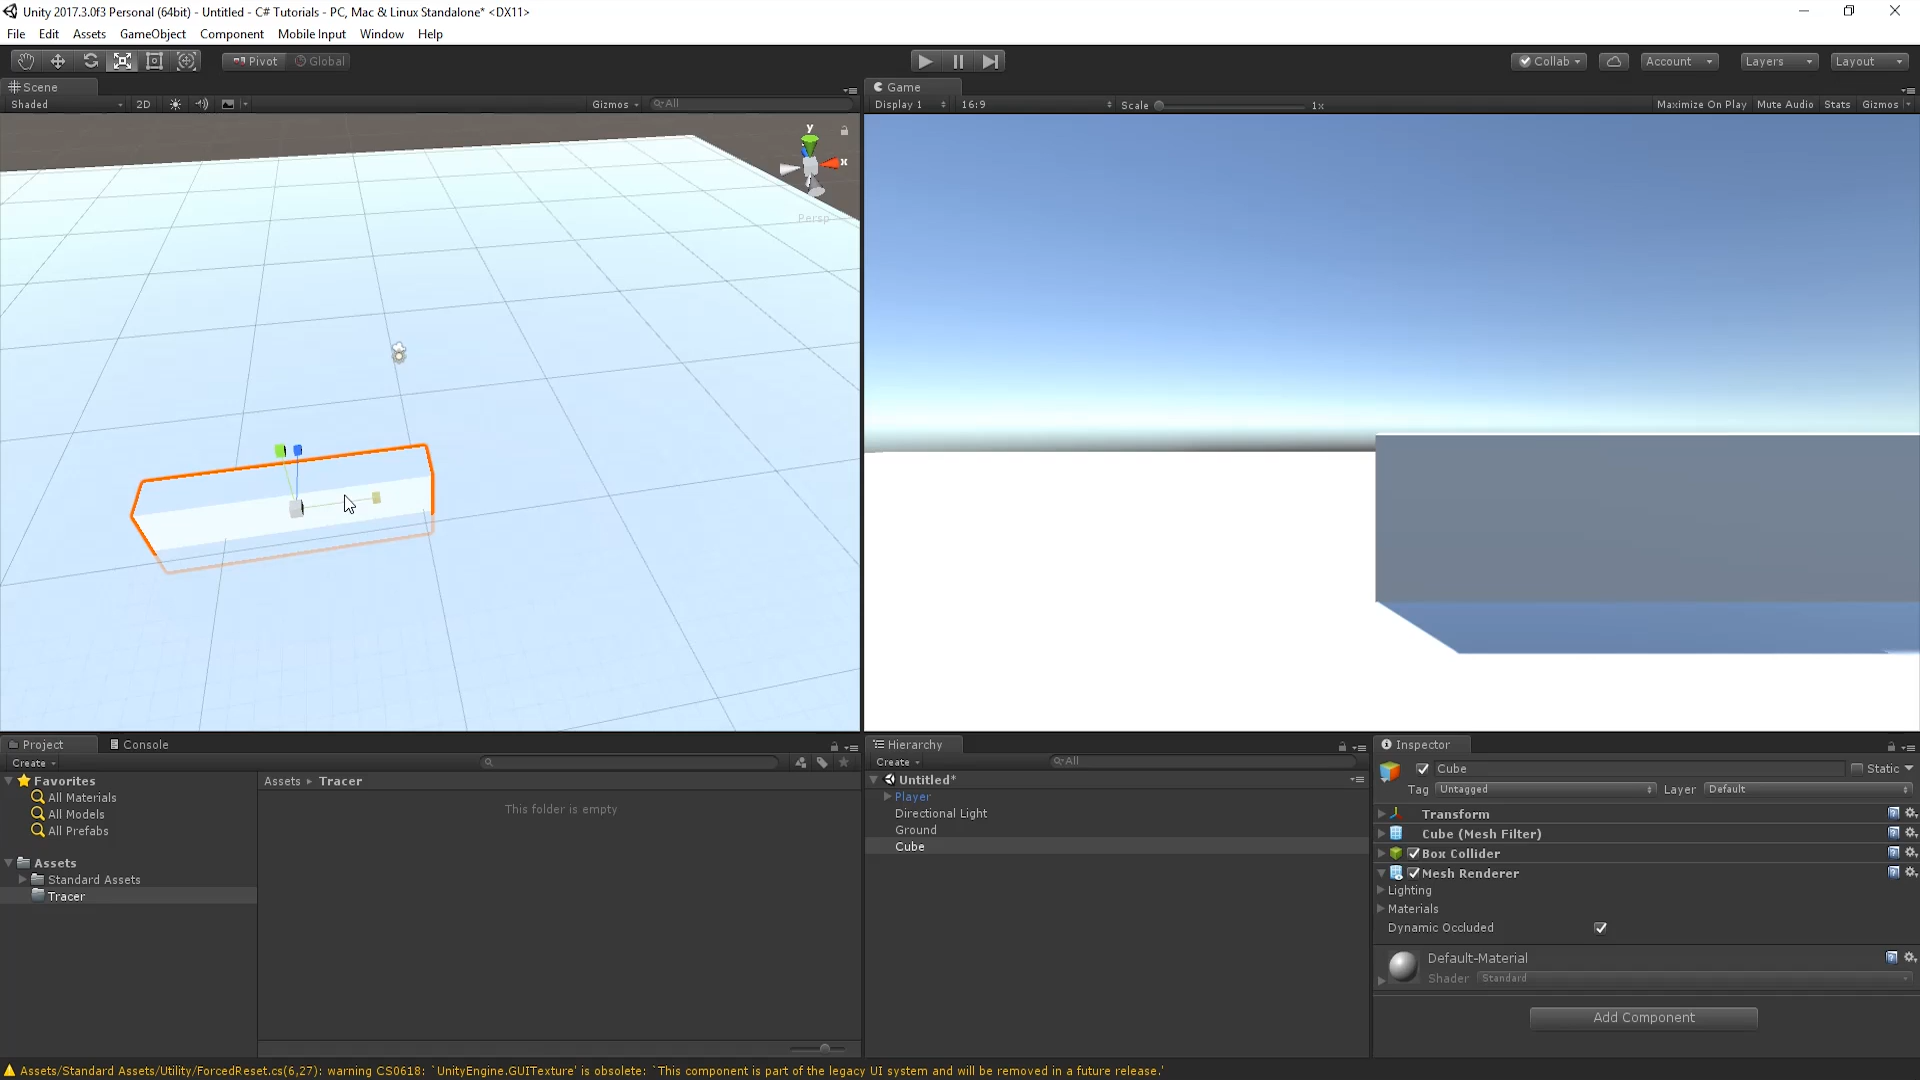 Unity 2017.3.0f3 Personal (64bit) - Untitled - C# Tutorials - PC, Mac & Linux Standalone* <DX11>
File Edit Assets GameObject Component Mobile Input Window Help
Pivot Global
Collab Account Layers Layout
Scene
Shaded 2D Gizmos All
y
x
Persp
Game
Display 1 16:9 Scale 1x Maximize On Play Mute Audio Stats Gizmos
Project Console
Create
Favorites
All Materials
All Models
All Prefabs
Assets
Standard Assets
Tracer
Assets Tracer
This folder is empty
Hierarchy
Create All
Untitled*
Player
Directional Light
Ground
Cube
Inspector
Cube Static
Tag Untagged Layer Default
Transform
Cube (Mesh Filter)
Box Collider
Mesh Renderer
Lighting
Materials
Dynamic Occluded
Default-Material
Shader Standard
Add Component
Assets/Standard Assets/Utility/ForcedReset.cs(6,27): warning CS0618: `UnityEngine.GUITexture' is obsolete: `This component is part of the legacy UI system and will be removed in a future release.'